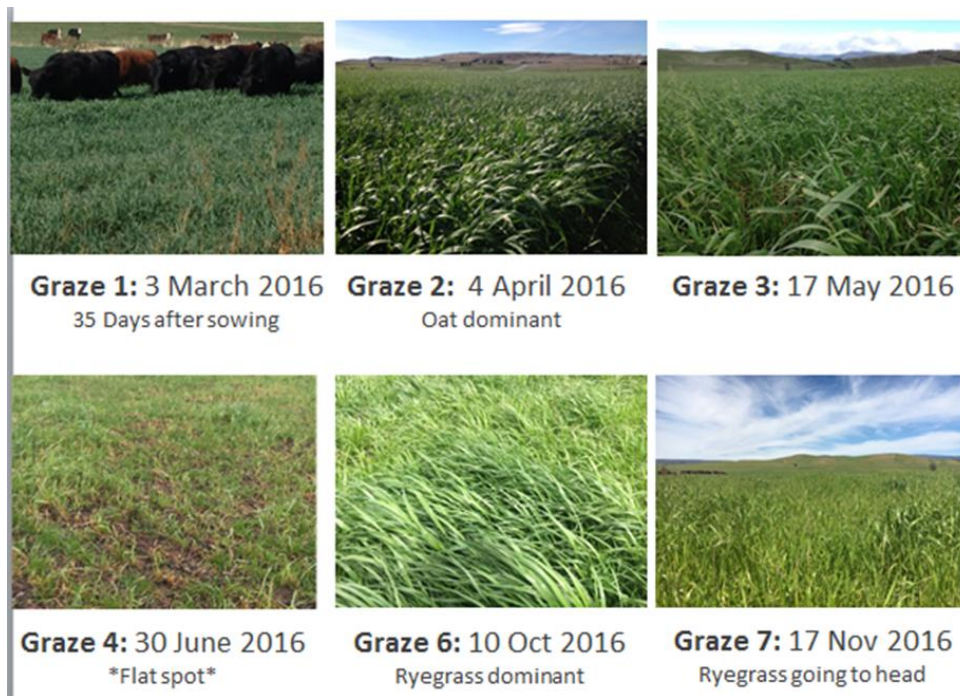 Graze 1: 3 March 2016
35 Days after sowing
Graze 2: 4 April 2016
Oat dominant
Graze 3: 17 May 2016
Graze 4: 30 June 2016
*Flat spot*
Graze 6: 10 Oct 2016
Ryegrass dominant
Graze 7: 17 Nov 2016
Ryegrass going to head